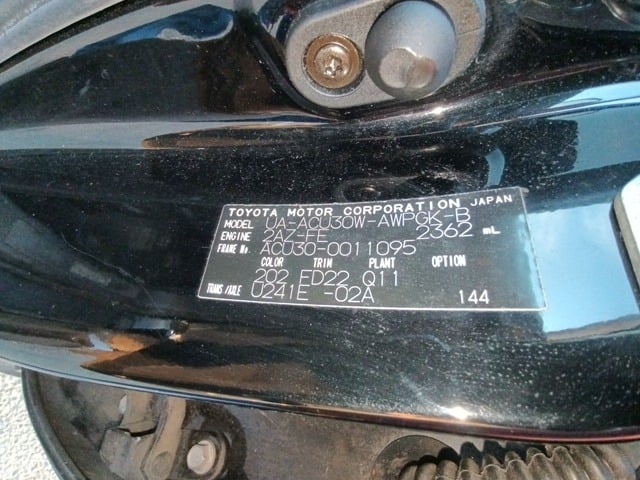 TOYOTA MOTOR CORPORATION JAPAN
MODEL UA-ACU30W-AWPGK-B
ENGINE 2AZ-FE 2362 mL
FRAME No. ACU30-0011095
COLOR TRIM PLANT OPTION
202 FD22 Q11
TRANS/AXLE U241E -02A 144